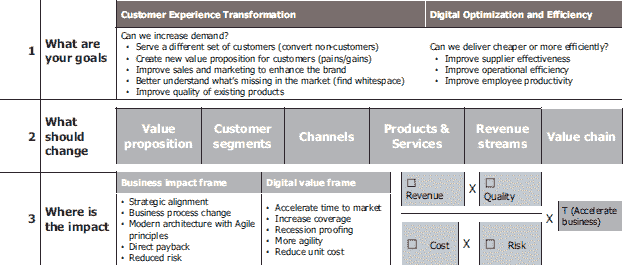 Customer Experience Transformation
Digital Optimization and Efficiency
1
What are
your goals
Can we increase demand?
• Serve a different set of customers (convert non-customers)
• Create new value proposition for customers (pains/gains)
• Improve sales and marketing to enhance the brand
• Better understand what's missing in the market (find whitespace)
• Improve quality of existing products
Can we deliver cheaper or more efficiently?
• Improve supplier effectiveness
• Improve operational efficiency
• Improve employee productivity
2
What
should
change
Value
proposition
Customer
segments
Channels
Products &
Services
Revenue
streams
Value chain
3
Where is
the impact
Business impact frame
• Strategic alignment
• Business process change
• Modern architecture with Agile
principles
• Direct payback
• Reduced risk
Digital value frame
• Accelerate time to market
• Increase coverage
• Recession proofing
• More agility
• Reduce unit cost
☐
Revenue
X
☐
Quality
☐
Cost
X
☐
Risk
X
T (Accelerate
business)